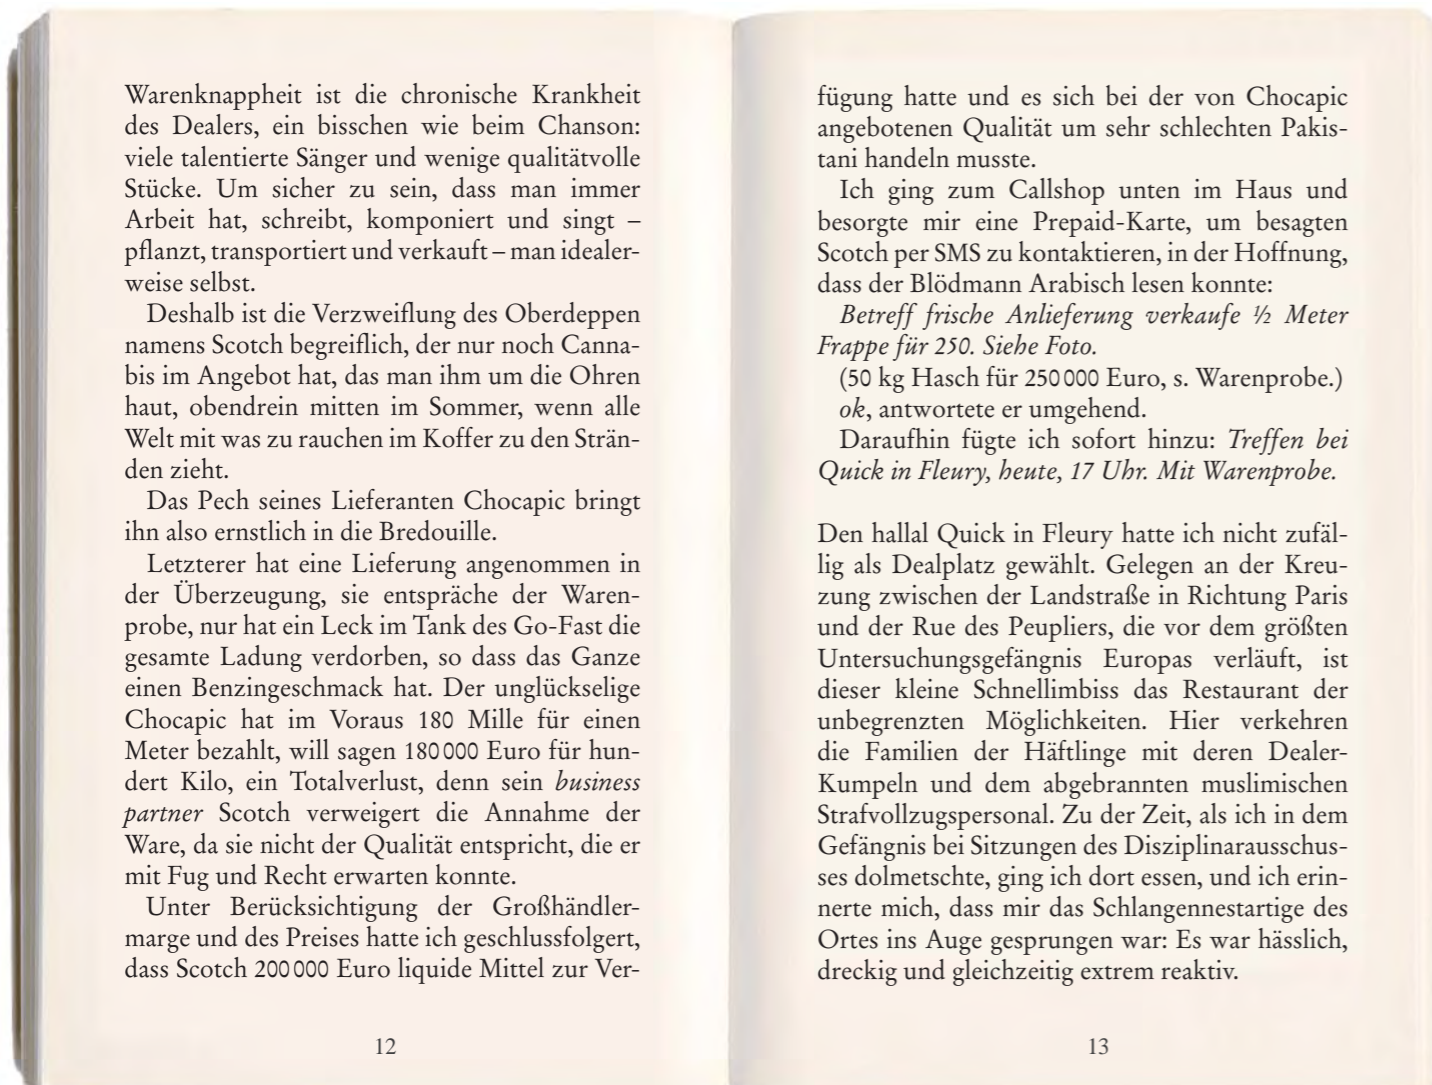 Warenknappheit ist die chronische Krankheit
des Dealers, ein bisschen wie beim Chanson:
viele talentierte Sänger und wenige qualitätvolle
Stücke. Um sicher zu sein, dass man immer
Arbeit hat, schreibt, komponiert und singt –
pflanzt, transportiert und verkauft – man idealer-
weise selbst.
Deshalb ist die Verzweiflung des Oberdeppen
namens Scotch begreiflich, der nur noch Canna-
bis im Angebot hat, das man ihm um die Ohren
haut, obendrein mitten im Sommer, wenn alle
Welt mit was zu rauchen im Koffer zu den Strän-
den zieht.
Das Pech seines Lieferanten Chocapic bringt
ihn also ernstlich in die Bredouille.
Letzterer hat eine Lieferung angenommen in
der Überzeugung, sie entspräche der Waren-
probe, nur hat ein Leck im Tank des Go-Fast die
gesamte Ladung verdorben, so dass das Ganze
einen Benzingeschmack hat. Der unglückselige
Chocapic hat im Voraus 180 Mille für einen
Meter bezahlt, will sagen 180 000 Euro für hun-
dert Kilo, ein Totalverlust, denn sein business
partner Scotch verweigert die Annahme der
Ware, da sie nicht der Qualität entspricht, die er
mit Fug und Recht erwarten konnte.
Unter Berücksichtigung der Großhändler-
marge und des Preises hatte ich geschlussfolgert,
dass Scotch 200 000 Euro liquide Mittel zur Ver-
12
fügung hatte und es sich bei der von Chocapic
angebotenen Qualität um sehr schlechten Pakis-
tani handeln musste.
Ich ging zum Callshop unten im Haus und
besorgte mir eine Prepaid-Karte, um besagten
Scotch per SMS zu kontaktieren, in der Hoffnung,
dass der Blödmann Arabisch lesen konnte:
Betreff frische Anlieferung verkaufe ½ Meter
Frappe für 250. Siehe Foto.
(50 kg Hasch für 250 000 Euro, s. Warenprobe.)
ok, antwortete er umgehend.
Daraufhin fügte ich sofort hinzu: Treffen bei
Quick in Fleury, heute, 17 Uhr. Mit Warenprobe.
Den hallal Quick in Fleury hatte ich nicht zufäl-
lig als Dealplatz gewählt. Gelegen an der Kreu-
zung zwischen der Landstraße in Richtung Paris
und der Rue des Peupliers, die vor dem größten
Untersuchungsgefängnis Europas verläuft, ist
dieser kleine Schnellimbiss das Restaurant der
unbegrenzten Möglichkeiten. Hier verkehren
die Familien der Häftlinge mit deren Dealer-
Kumpeln und dem abgebrannten muslimischen
Strafvollzugspersonal. Zu der Zeit, als ich in dem
Gefängnis bei Sitzungen des Disziplinarausschus-
ses dolmetschte, ging ich dort essen, und ich erin-
nerte mich, dass mir das Schlangennestartige des
Ortes ins Auge gesprungen war: Es war hässlich,
dreckig und gleichzeitig extrem reaktiv.
13